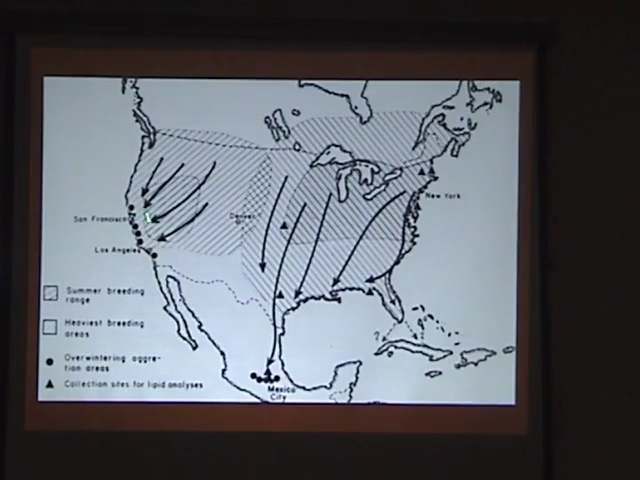 New York
Denver
San Francisco
Los Angeles
Summer breeding
range
Heaviest breeding
areas
Overwintering aggre-
tion areas
Collection sites for lipid analyses
Mexico
City
?